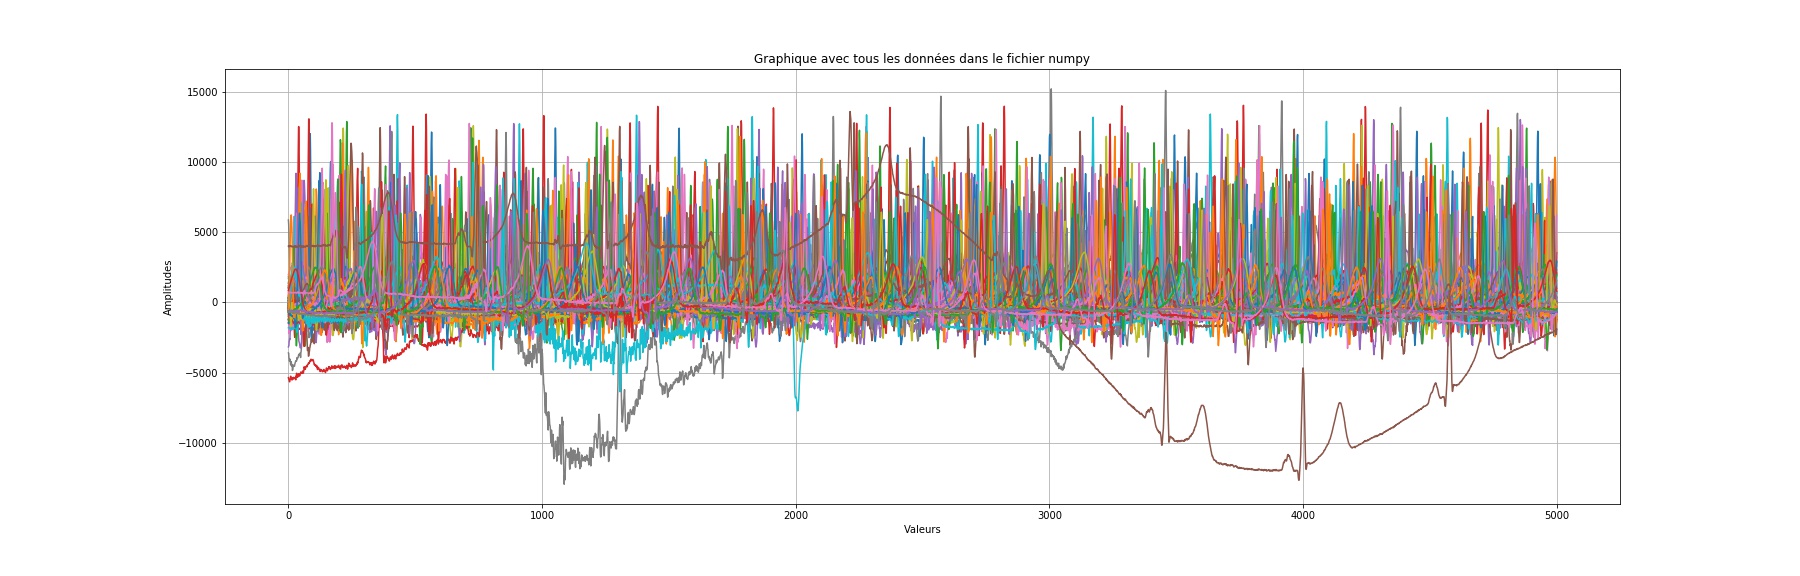 Graphique avec tous les données dans le fichier numpy
15000
10000
5000
0
−5000
−10000
Amplitudes
0 1000 2000 3000 4000 5000
Valeurs